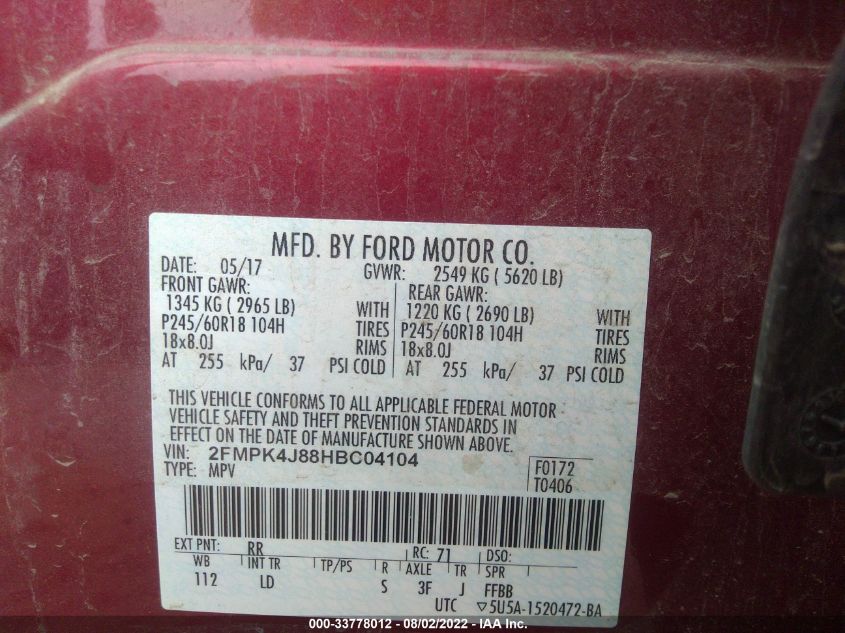 MFD. BY FORD MOTOR CO.
DATE: 05/17 GVWR: 2549 KG ( 5620 LB)
FRONT GAWR: REAR GAWR:
1345 KG ( 2965 LB) WITH 1220 KG ( 2690 LB) WITH
P245/60R18 104H TIRES P245/60R18 104H TIRES
18x8.0J RIMS 18x8.0J RIMS
AT 255 kPa/ 37 PSI COLD AT 255 kPa/ 37 PSI COLD
THIS VEHICLE CONFORMS TO ALL APPLICABLE FEDERAL MOTOR
VEHICLE SAFETY AND THEFT PREVENTION STANDARDS IN
EFFECT ON THE DATE OF MANUFACTURE SHOWN ABOVE.
VIN: 2FMPK4J88HBC04104
TYPE: MPV
F0172
T0406
EXT PNT: RR RC: 71 DSO:
WB INT TR TP/PS R AXLE TR SPR
112 LD S 3F J FFBB
UTC ▽5U5A-1520472-BA
000-33778012 - 08/02/2022 - IAA Inc.